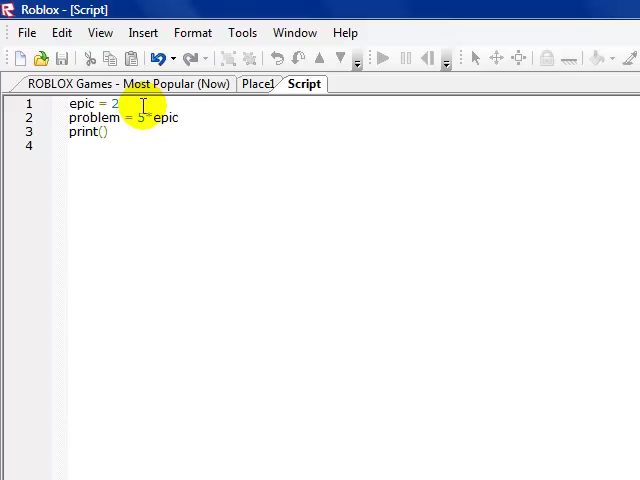 Roblox - [Script]
File Edit View Insert Format Tools Window Help
ROBLOX Games - Most Popular (Now) Place1 Script
1 epic = 2
2 problem = 5*epic
3 print()
4